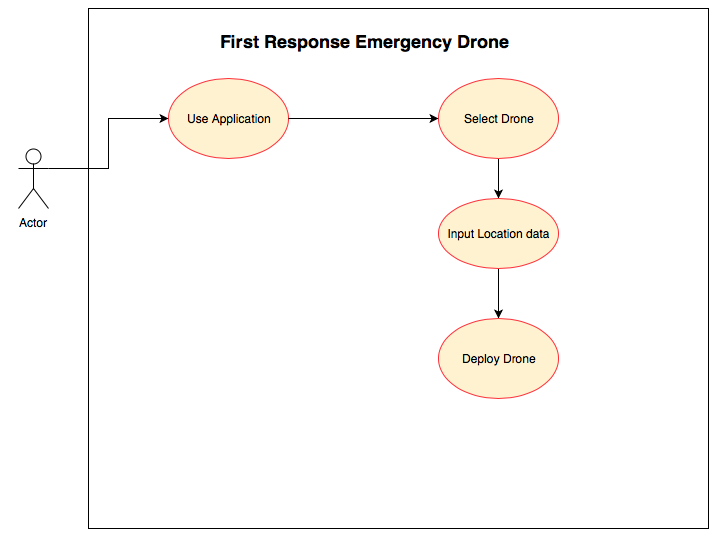 First Response Emergency Drone
Use Application
Select Drone
Actor
Input Location data
Deploy Drone